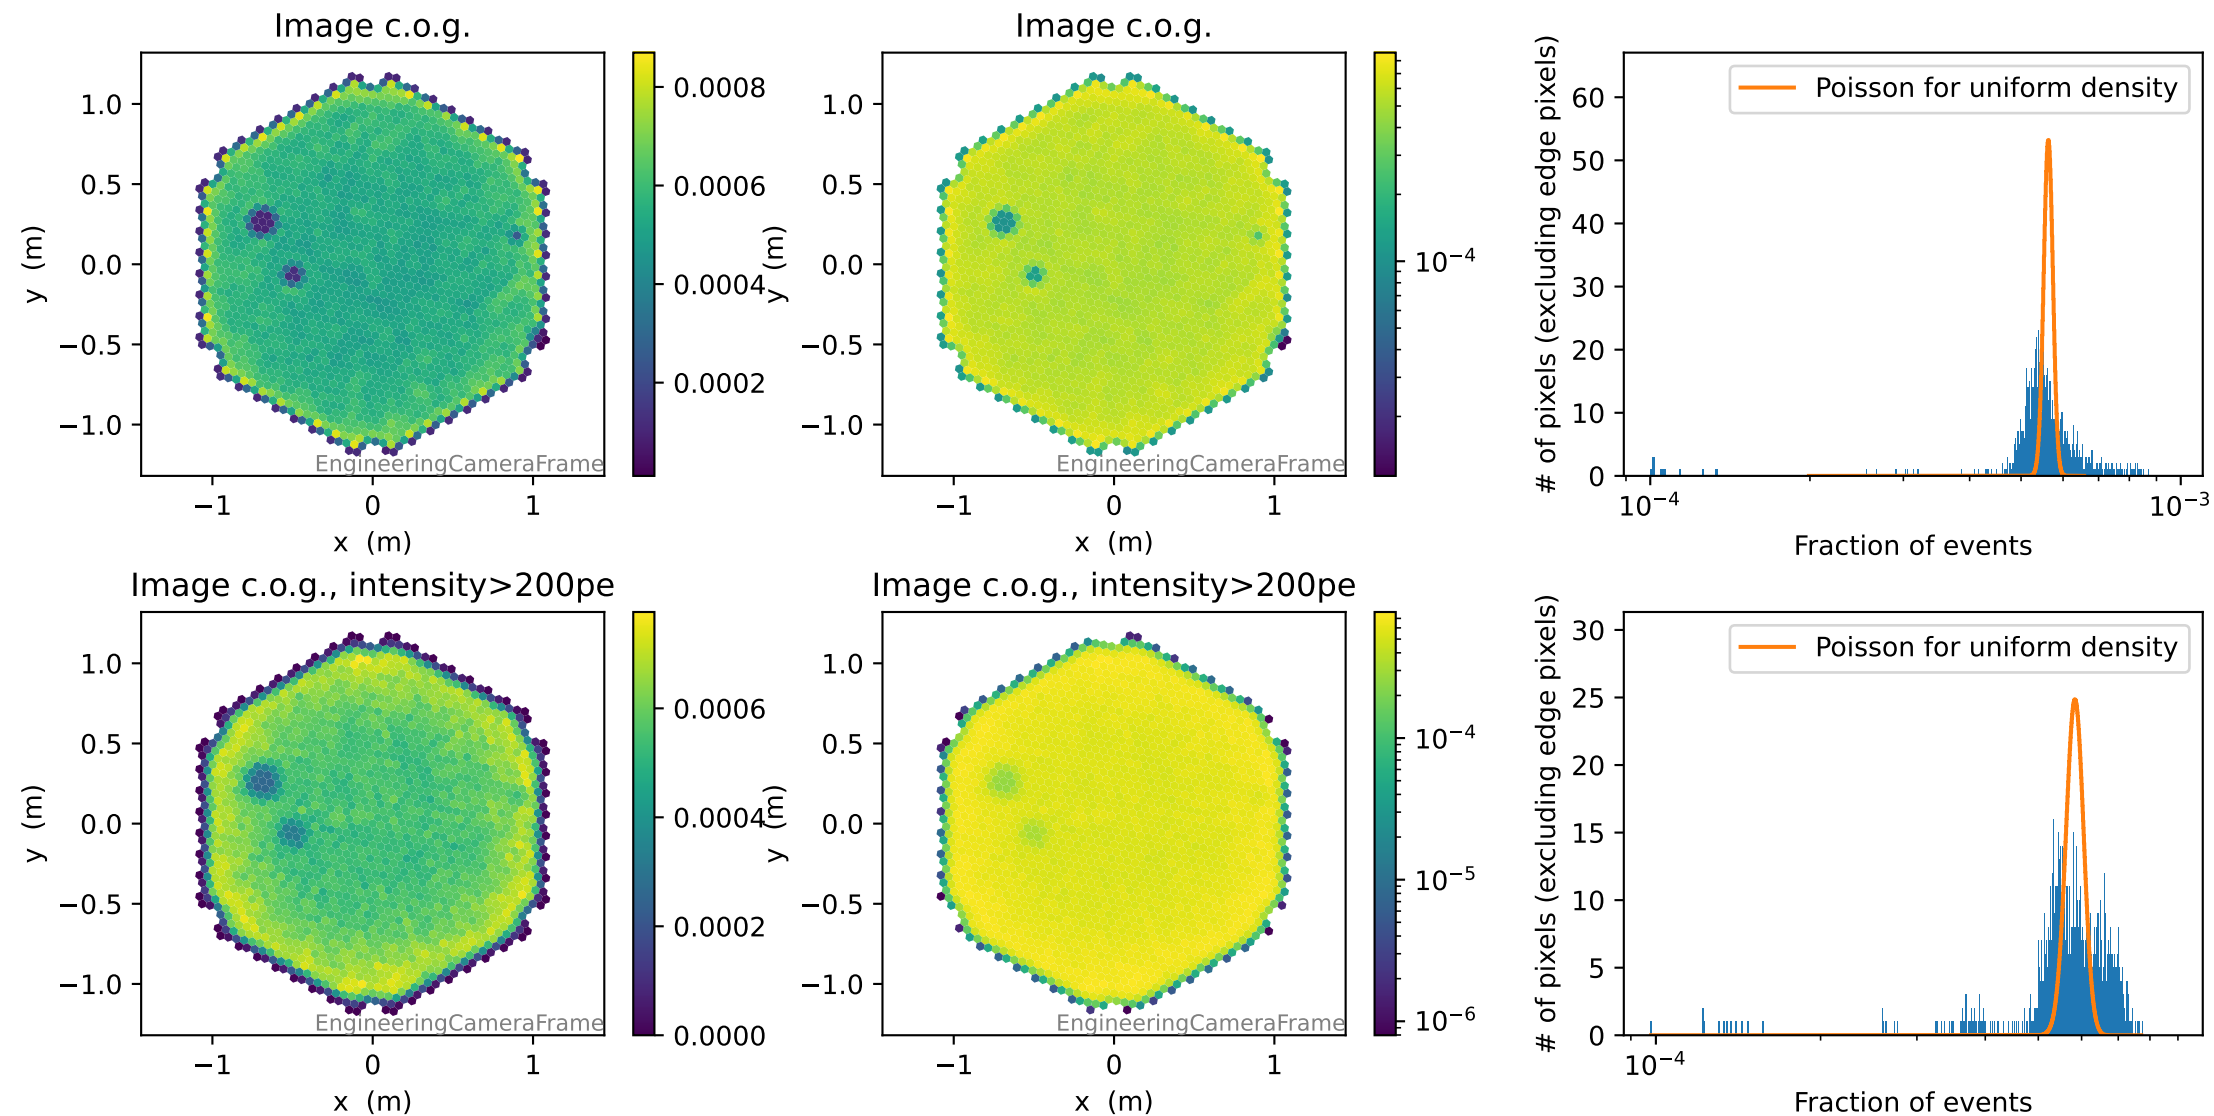 Image c.o.g.
1.0
0.5
0.0
−0.5
−1.0
y (m)
−1
0
1
x (m)
EngineeringCameraFrame
0.0008
0.0006
0.0004
0.0002
Image c.o.g.
1.0
0.5
0.0
−0.5
−1.0
y (m)
−1
0
1
x (m)
EngineeringCameraFrame
10−4
# of pixels (excluding edge pixels)
60
50
40
30
20
10
0
Poisson for uniform density
10−4
10−3
Fraction of events
Image c.o.g., intensity>200pe
1.0
0.5
0.0
−0.5
−1.0
y (m)
−1
0
1
x (m)
EngineeringCameraFrame
0.0006
0.0004
0.0002
0.0000
Image c.o.g., intensity>200pe
1.0
0.5
0.0
−0.5
−1.0
y (m)
−1
0
1
x (m)
EngineeringCameraFrame
10−4
10−5
10−6
# of pixels (excluding edge pixels)
30
25
20
15
10
5
0
Poisson for uniform density
10−4
Fraction of events